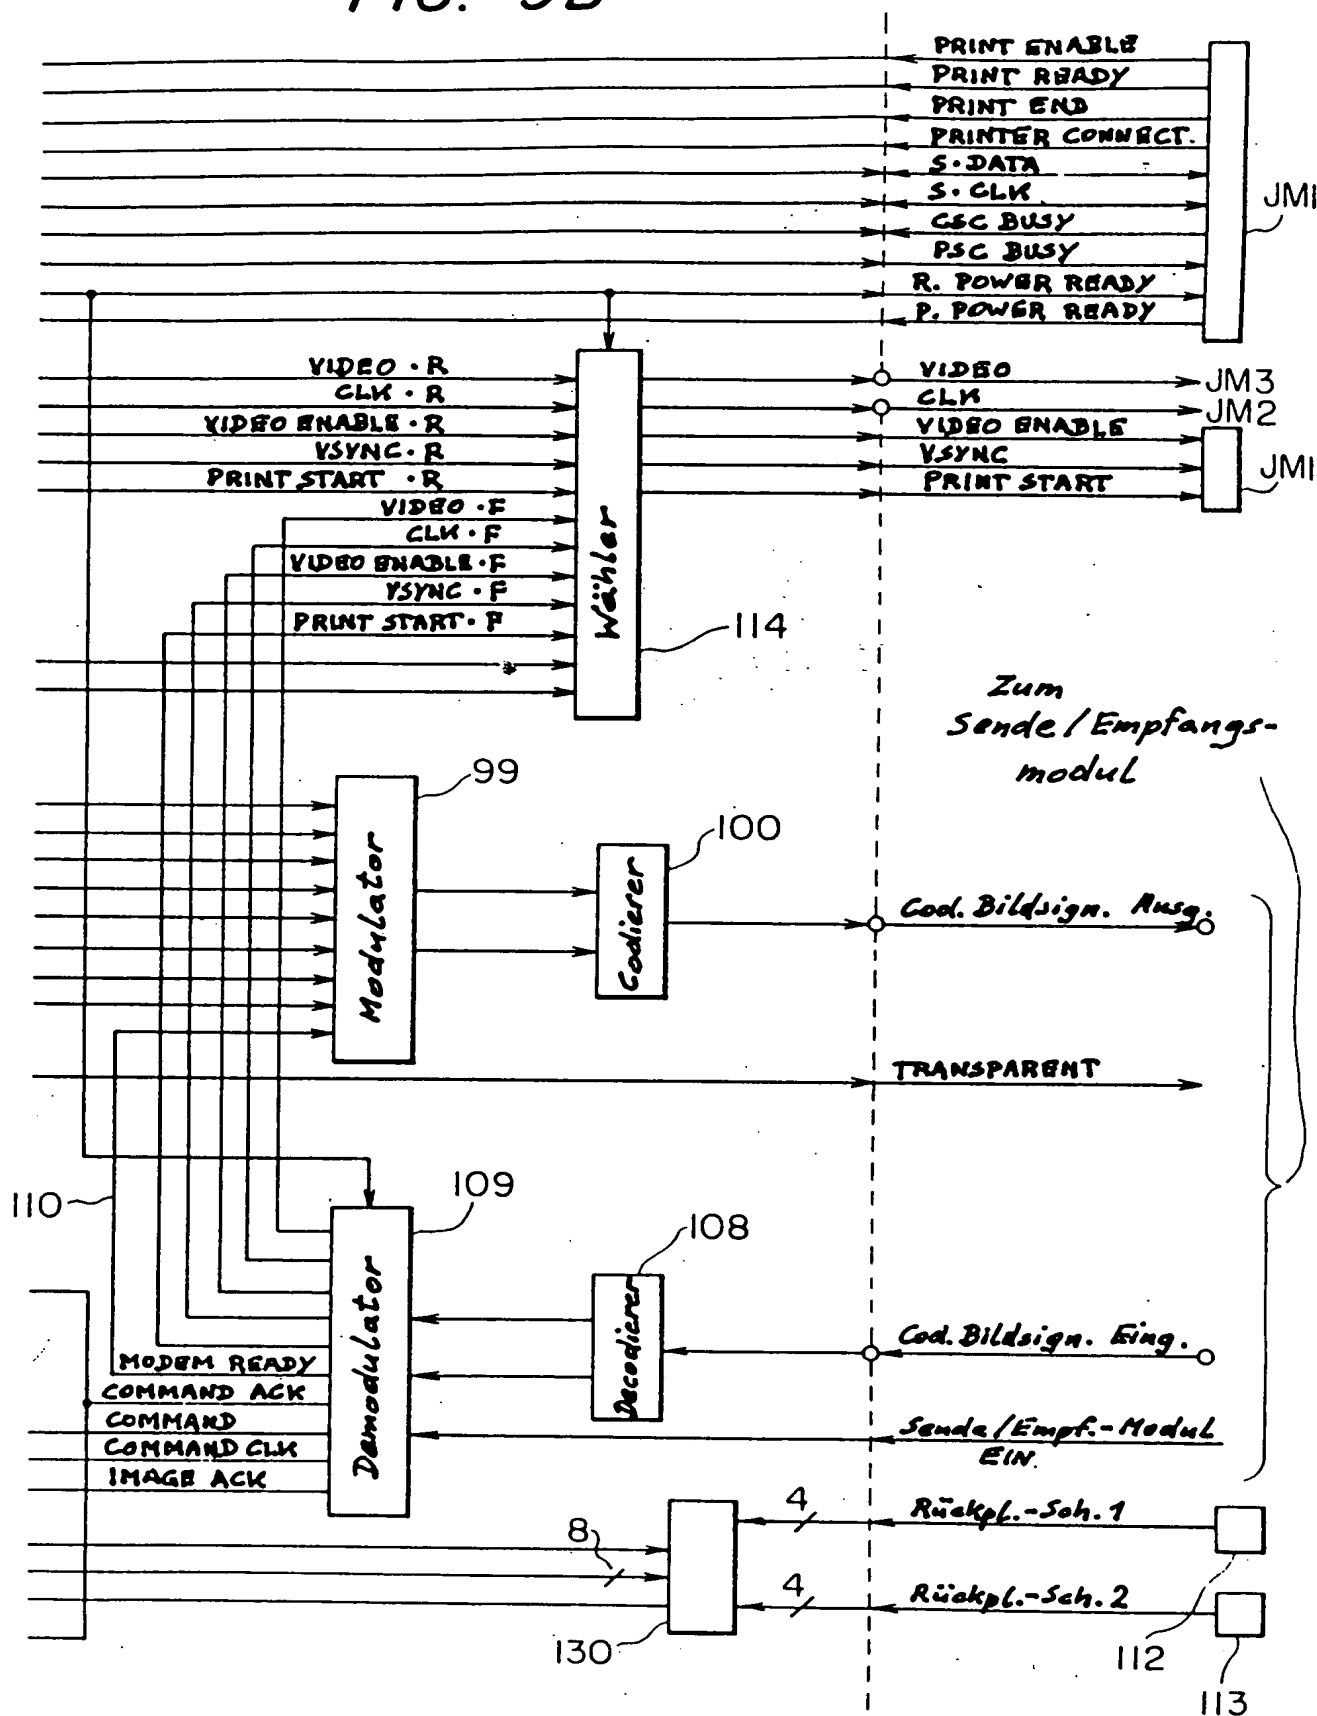 FIG. 9B
PRINT ENABLE
PRINT READY
PRINT END
PRINTER CONNECT.
S·DATA
S·CLK
CSC BUSY
PSC BUSY
R. POWER READY
P. POWER READY
JM1
VIDEO · R
CLK · R
VIDEO ENABLE · R
VSYNC · R
PRINT START · R
VIDEO · F
CLK · F
VIDEO ENABLE · F
VSYNC · F
PRINT START · F
Wähler
114
VIDEO
JM3
CLK
JM2
VIDEO ENABLE
VSYNC
PRINT START
JM1
Zum
Sende/Empfangs-
modul
99
Modulator
100
Codierer
Cod. Bildsign. Ausg.
TRANSPARENT
110
109
Demodulator
108
Decodierer
Cod. Bildsign. Eing.
MODEM READY
COMMAND ACK
COMMAND
COMMAND CLK
IMAGE ACK
Sende/Empf.-Modul
EIN.
8
4
Rückpl.-Sch. 1
4
Rückpl.-Sch. 2
130
112
113